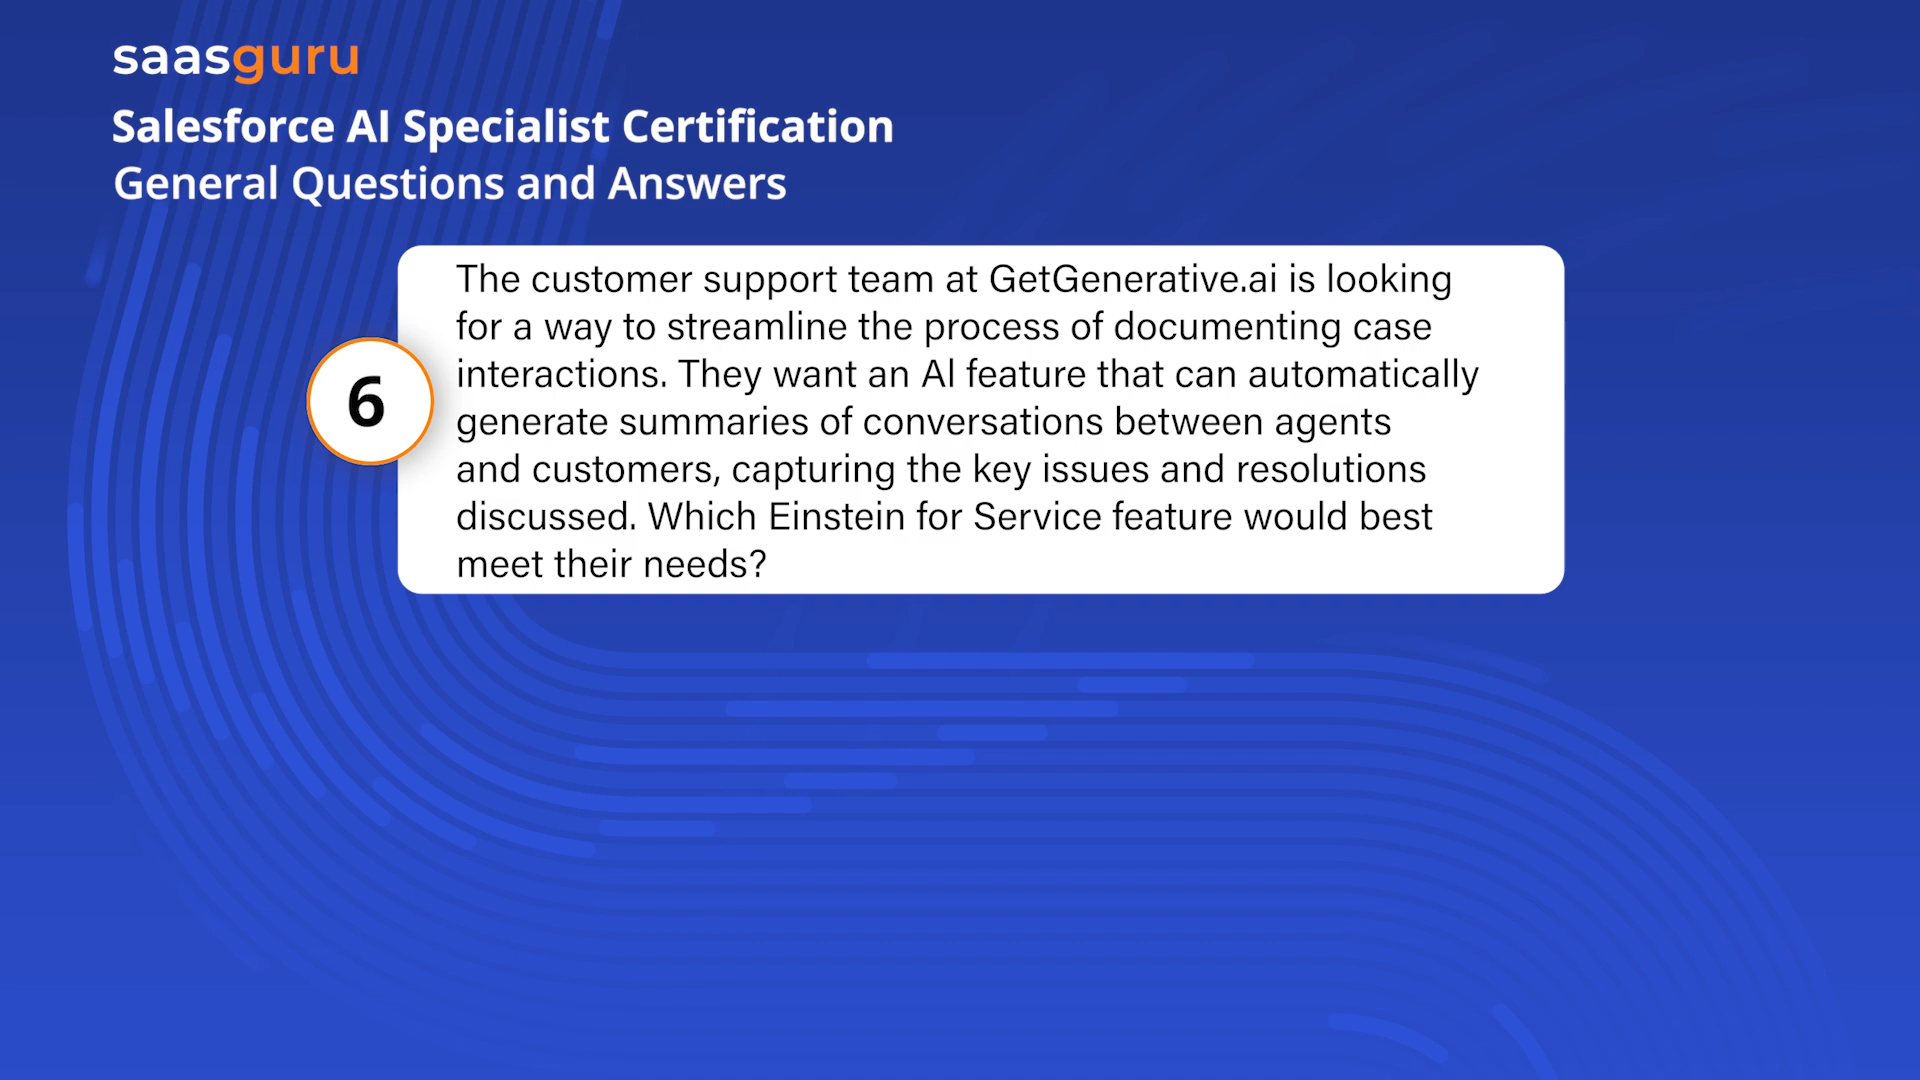 saasguru
Salesforce AI Specialist Certification
General Questions and Answers
6
The customer support team at GetGenerative.ai is looking
for a way to streamline the process of documenting case
interactions. They want an AI feature that can automatically
generate summaries of conversations between agents
and customers, capturing the key issues and resolutions
discussed. Which Einstein for Service feature would best
meet their needs?